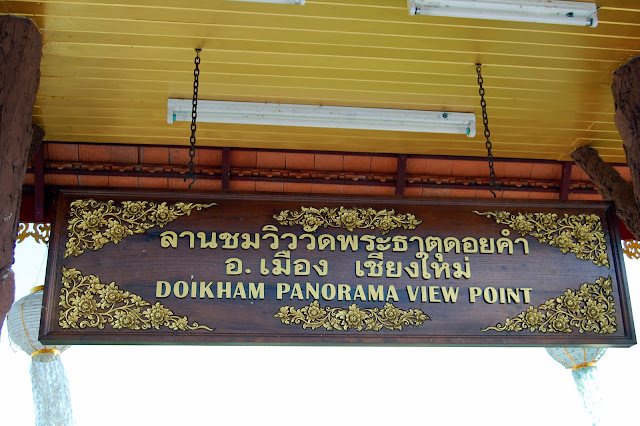 ลานชมวิววัดพระธาตุดอยคำ
อ.เมือง เชียงใหม่
DOIKHAM PANORAMA VIEW POINT